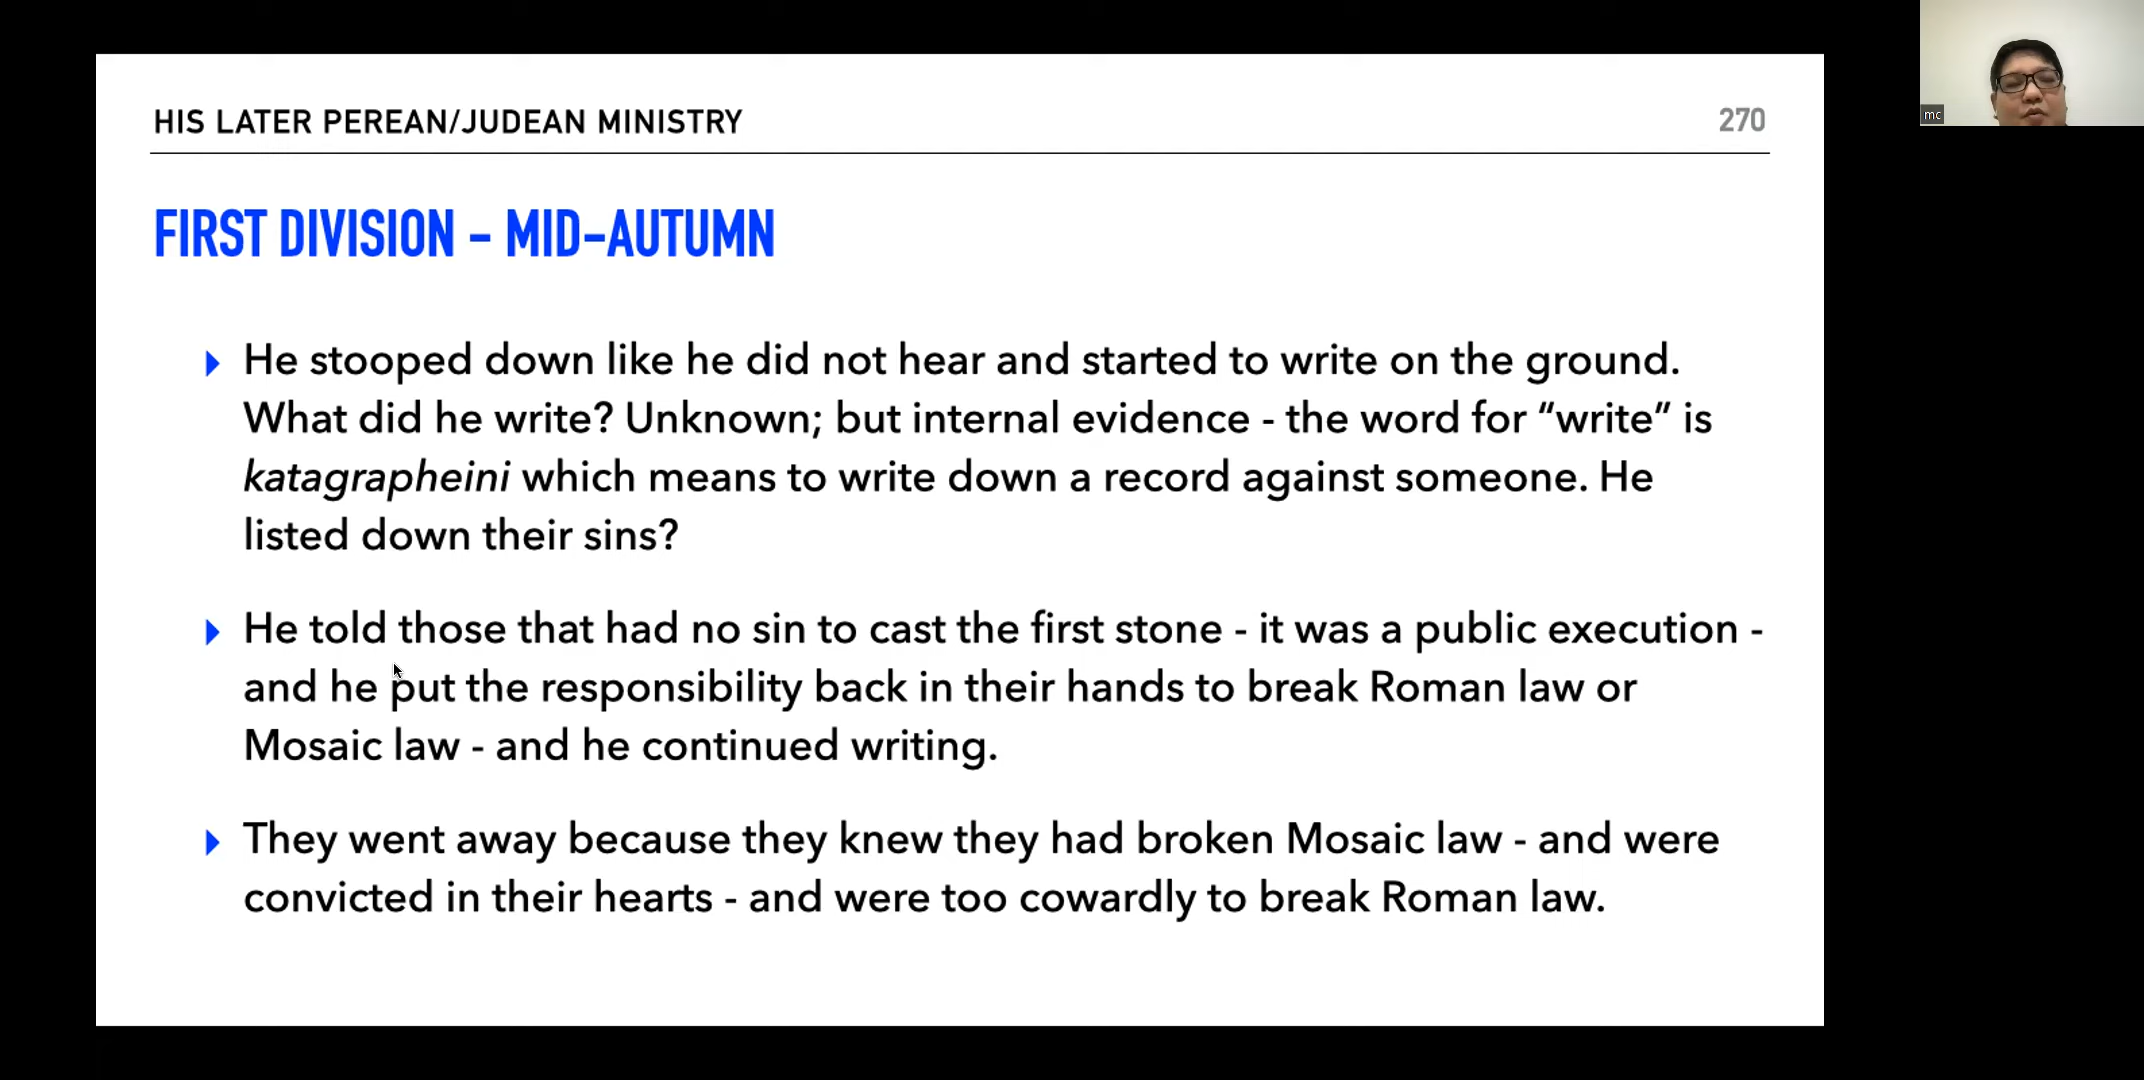 HIS LATER PEREAN/JUDEAN MINISTRY 270
mc
FIRST DIVISION - MID-AUTUMN
He stooped down like he did not hear and started to write on the ground.
What did he write? Unknown; but internal evidence - the word for “write” is
katagrapheini which means to write down a record against someone. He
listed down their sins?
He told those that had no sin to cast the first stone - it was a public execution -
and he put the responsibility back in their hands to break Roman law or
Mosaic law - and he continued writing.
They went away because they knew they had broken Mosaic law - and were
convicted in their hearts - and were too cowardly to break Roman law.